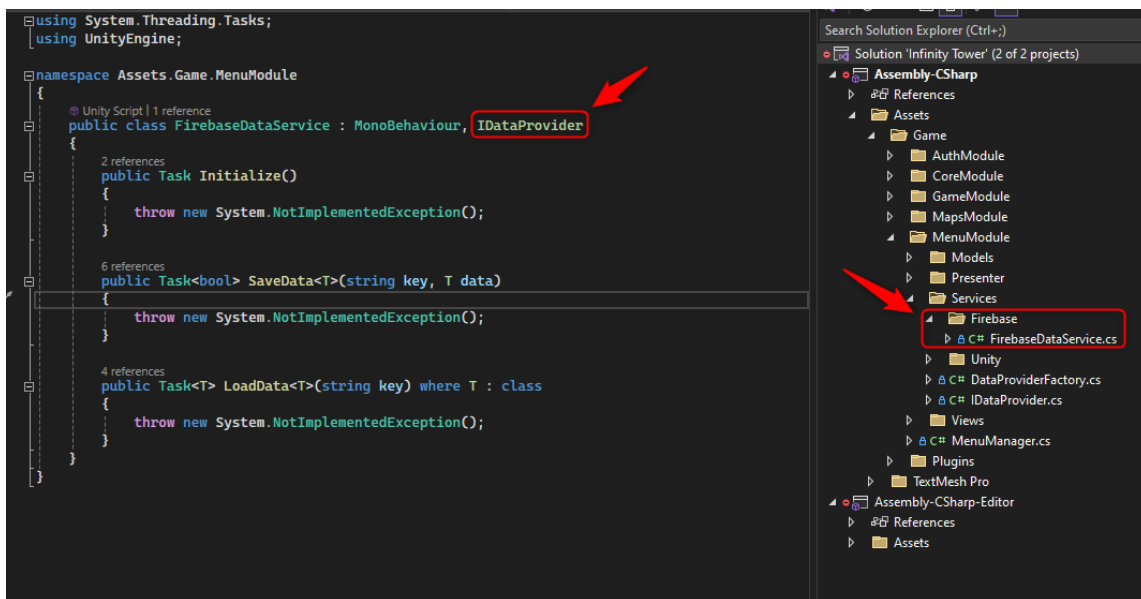 using System.Threading.Tasks;
using UnityEngine;
namespace Assets.Game.MenuModule
{
Unity Script | 1 reference
public class FirebaseDataService : MonoBehaviour, IDataProvider
{
2 references
public Task Initialize()
{
throw new System.NotImplementedException();
}
6 references
public Task<bool> SaveData<T>(string key, T data)
{
throw new System.NotImplementedException();
}
4 references
public Task<T> LoadData<T>(string key) where T : class
{
throw new System.NotImplementedException();
}
}
}
Search Solution Explorer (Ctrl+;)
Solution 'Infinity Tower' (2 of 2 projects)
Assembly-CSharp
References
Assets
Game
AuthModule
CoreModule
GameModule
MapsModule
MenuModule
Models
Presenter
Services
Firebase
C# FirebaseDataService.cs
Unity
C# DataProviderFactory.cs
C# IDataProvider.cs
Views
C# MenuManager.cs
Plugins
TextMesh Pro
Assembly-CSharp-Editor
References
Assets